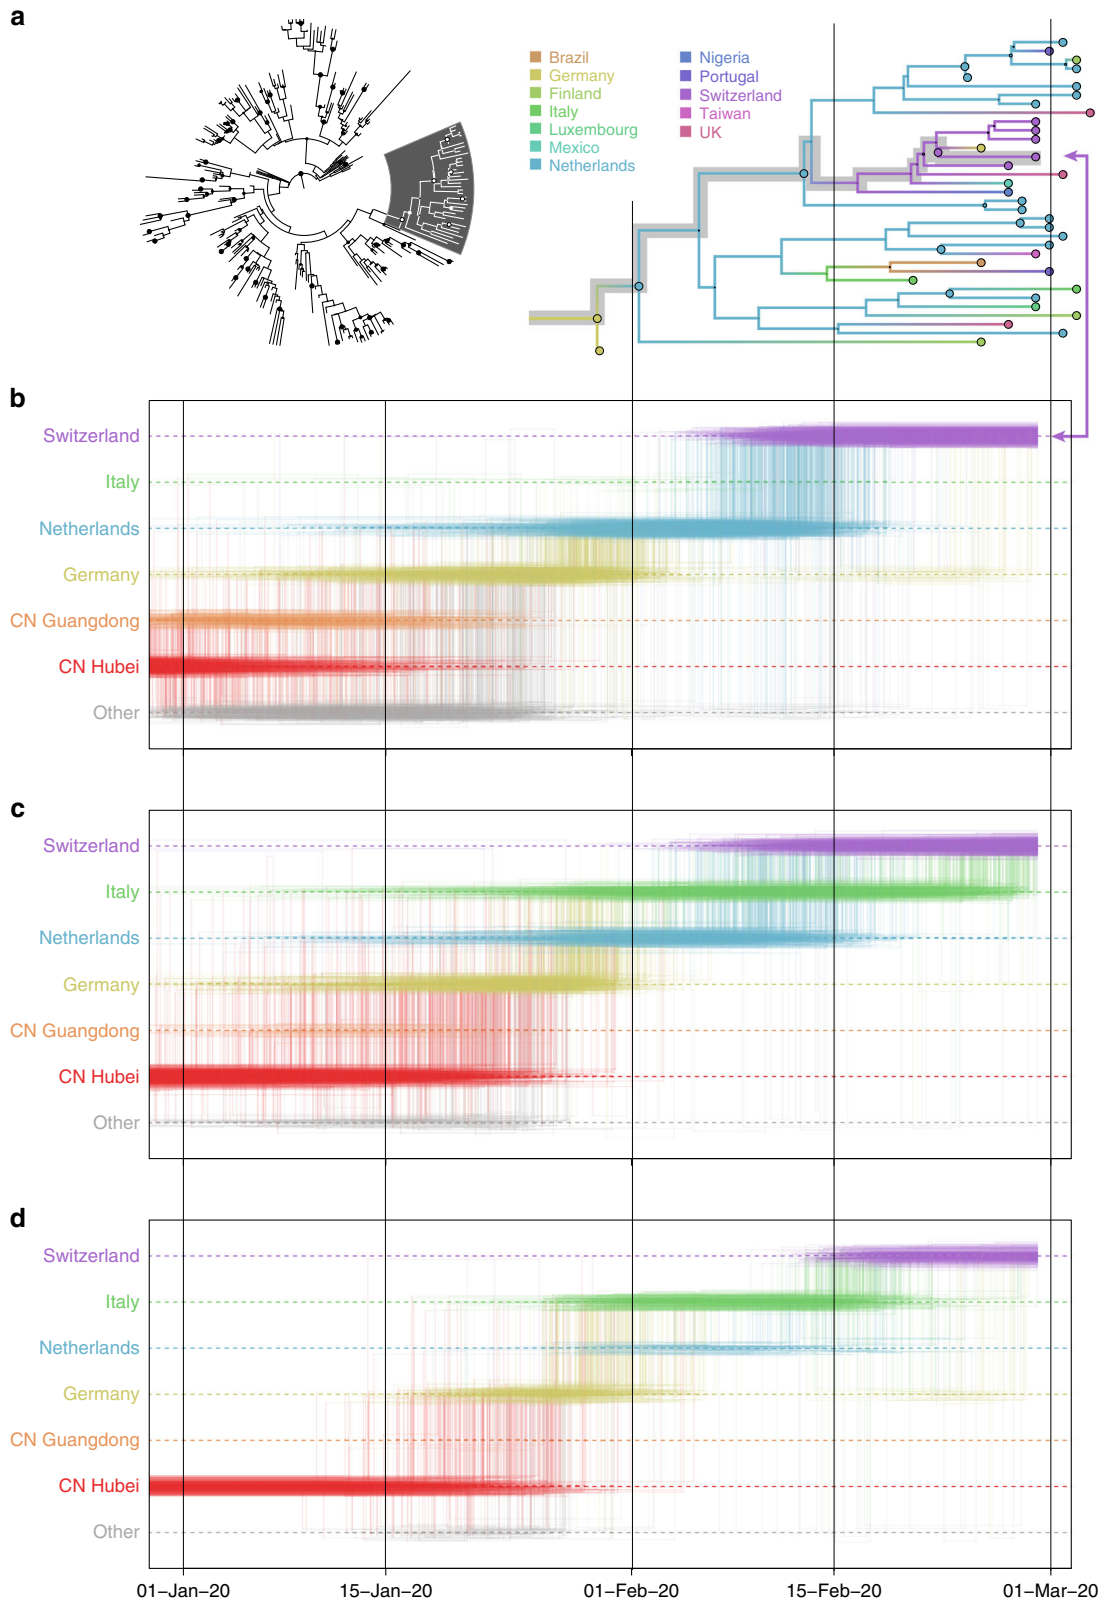 a
Brazil
Germany
Finland
Italy
Luxembourg
Mexico
Netherlands
Nigeria
Portugal
Switzerland
Taiwan
UK
b
Switzerland
Italy
Netherlands
Germany
CN Guangdong
CN Hubei
Other
c
Switzerland
Italy
Netherlands
Germany
CN Guangdong
CN Hubei
Other
d
Switzerland
Italy
Netherlands
Germany
CN Guangdong
CN Hubei
Other
01−Jan−20 15−Jan−20 01−Feb−20 15−Feb−20 01−Mar−20